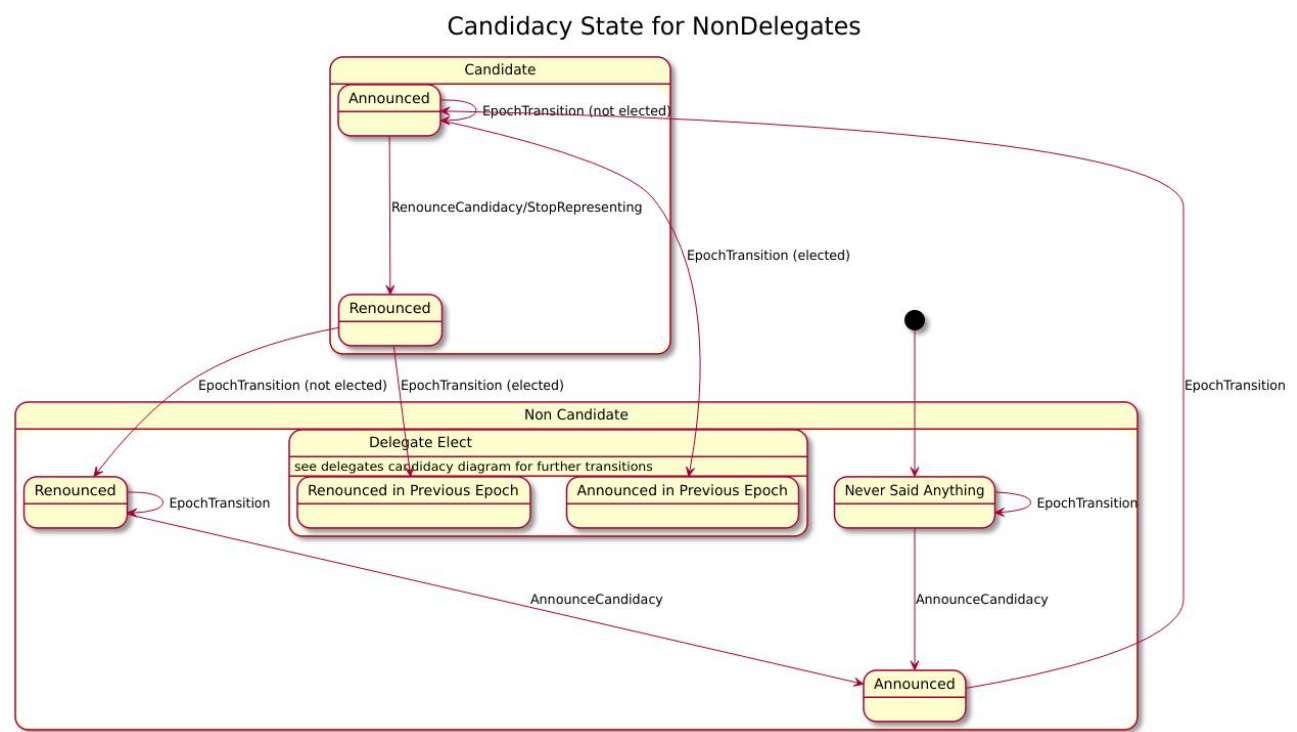 Candidacy State for NonDelegates
Candidate
Announced
EpochTransition (not elected)
RenounceCandidacy/StopRepresenting
EpochTransition (elected)
Renounced
EpochTransition (not elected)
EpochTransition (elected)
EpochTransition
Non Candidate
Delegate Elect
see delegates candidacy diagram for further transitions
Renounced
EpochTransition
Renounced in Previous Epoch
Announced in Previous Epoch
Never Said Anything
EpochTransition
AnnounceCandidacy
AnnounceCandidacy
Announced